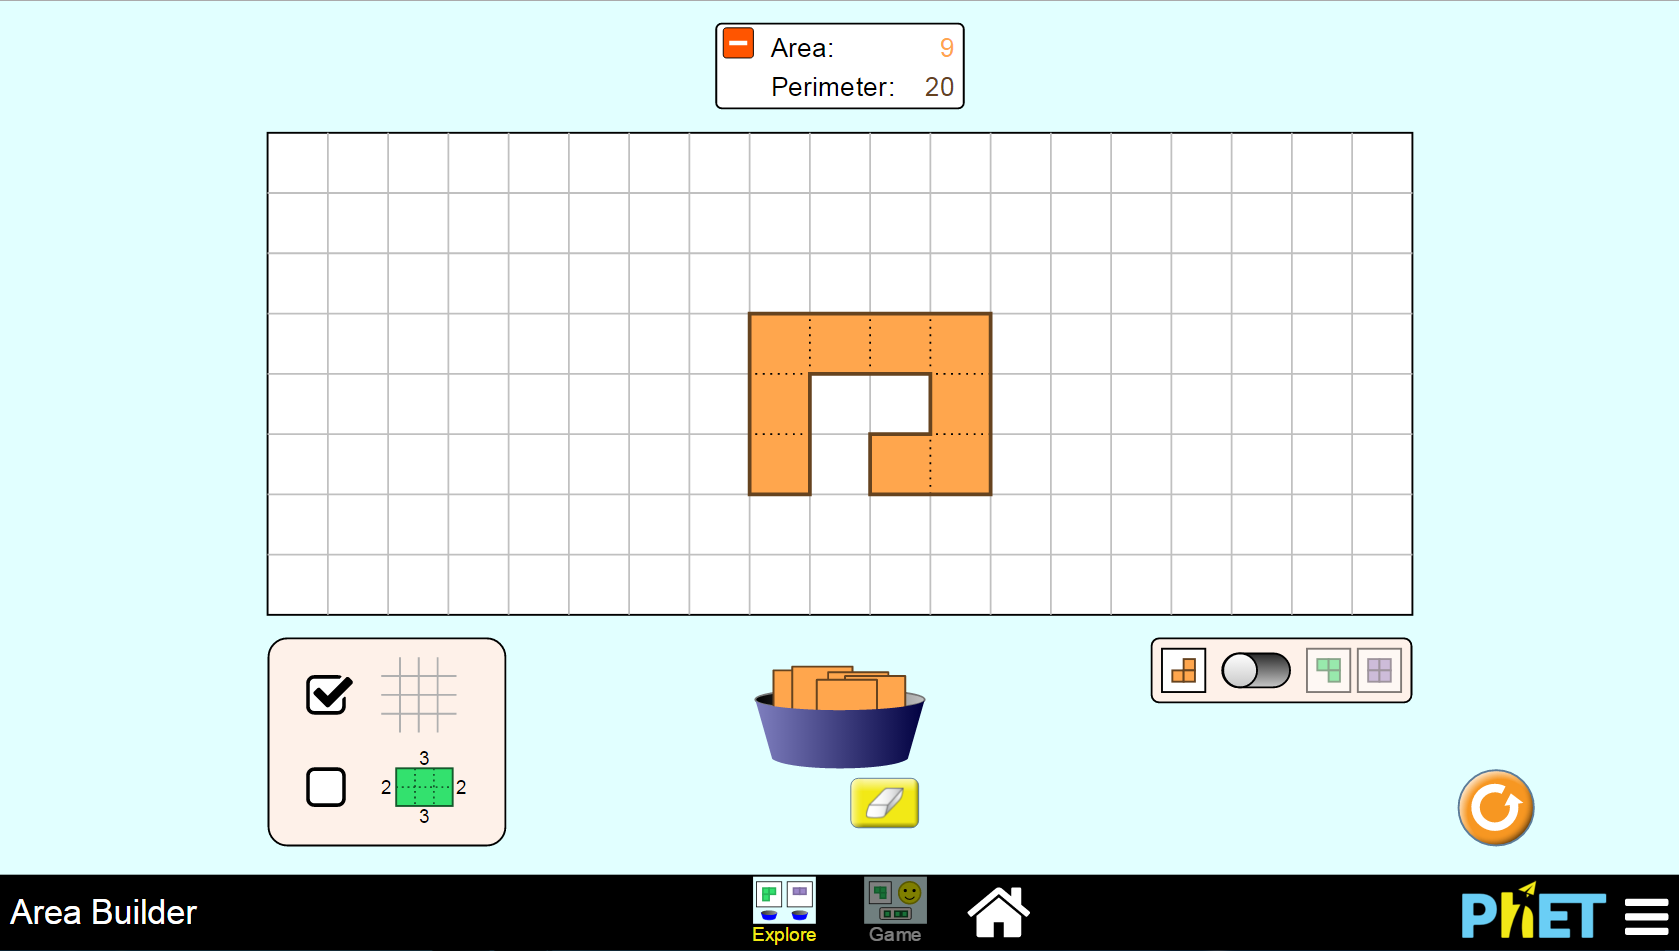 Area: 9
Perimeter: 20
3
2 2
3
Area Builder
Explore
Game
PhET